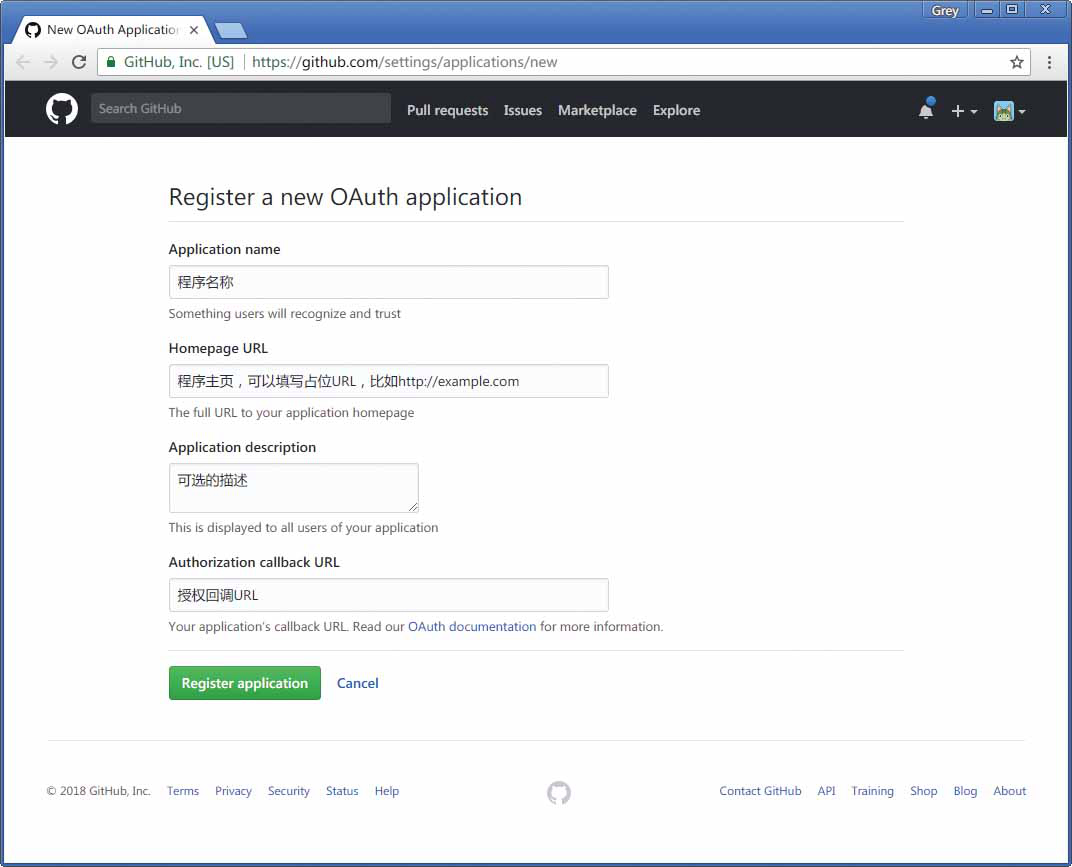 Grey
New OAuth Application
GitHub, Inc. [US] https://github.com/settings/applications/new
Search GitHub Pull requests Issues Marketplace Explore
Register a new OAuth application
Application name
程序名称
Something users will recognize and trust
Homepage URL
程序主页，可以填写占位URL，比如http://example.com
The full URL to your application homepage
Application description
可选的描述
This is displayed to all users of your application
Authorization callback URL
授权回调URL
Your application's callback URL. Read our OAuth documentation for more information.
Register application Cancel
© 2018 GitHub, Inc. Terms Privacy Security Status Help Contact GitHub API Training Shop Blog About